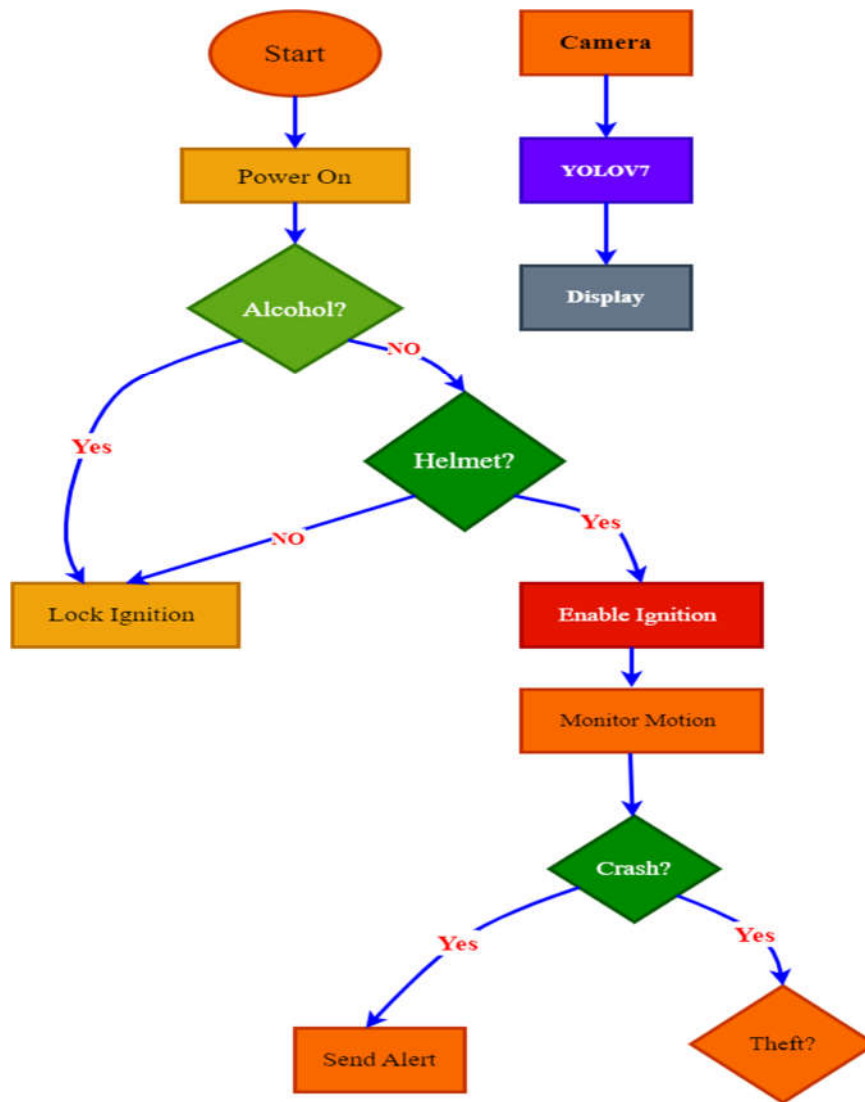 Start
Camera
Power On
YOLOV7
Display
Alcohol?
NO
Yes
Helmet?
NO
Yes
Lock Ignition
Enable Ignition
Monitor Motion
Crash?
Yes
Yes
Send Alert
Theft?